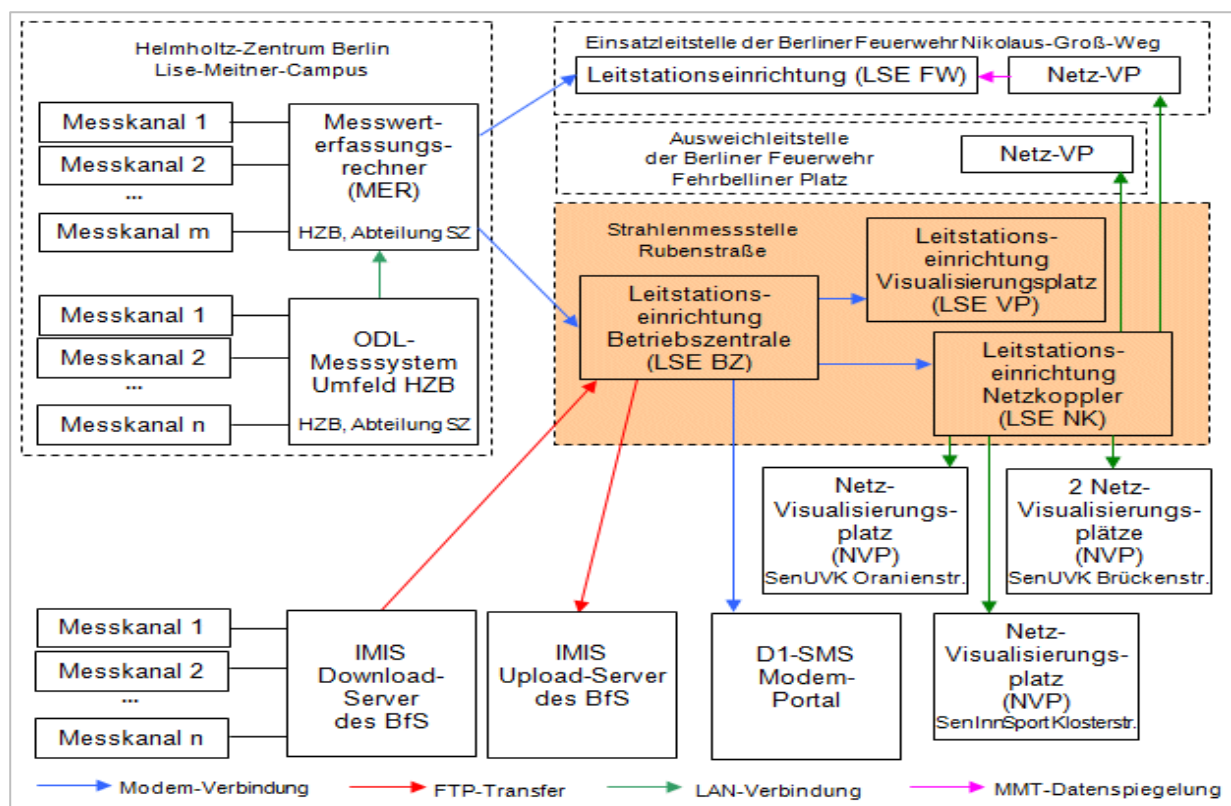 Helmholtz-Zentrum Berlin
Lise-Meitner-Campus
Messkanal 1
Messkanal 2
...
Messkanal m
Messwert-
erfassungs-
rechner
(MER)
HZB, Abteilung SZ
Messkanal 1
Messkanal 2
...
Messkanal n
ODL-
Messsystem
Umfeld HZB
HZB, Abteilung SZ
Einsatzleitstelle der Berliner Feuerwehr Nikolaus-Groß-Weg
Leitstationseinrichtung (LSE FW)
Netz-VP
Ausweichleitstelle
der Berliner Feuerwehr
Fehrbelliner Platz
Netz-VP
Strahlenmessstelle
Rubenstraße
Leitstations-
einrichtung
Betriebszentrale
(LSE BZ)
Leitstations-
einrichtung
Visualisierungsplatz
(LSE VP)
Leitstations-
einrichtung
Netzkoppler
(LSE NK)
Netz-
Visualisierungs-
platz
(NVP)
SenUVK Oranienstr.
2 Netz-
Visualisierungs-
plätze
(NVP)
SenUVK Brückenstr.
Messkanal 1
Messkanal 2
...
Messkanal n
IMIS
Download-
Server
des BfS
IMIS
Upload-Server
des BfS
D1-SMS
Modem-
Portal
Netz-
Visualisierungs-
platz
(NVP)
SenInnSport Klosterstr.
Modem-Verbindung
FTP-Transfer
LAN-Verbindung
MMT-Datenspiegelung